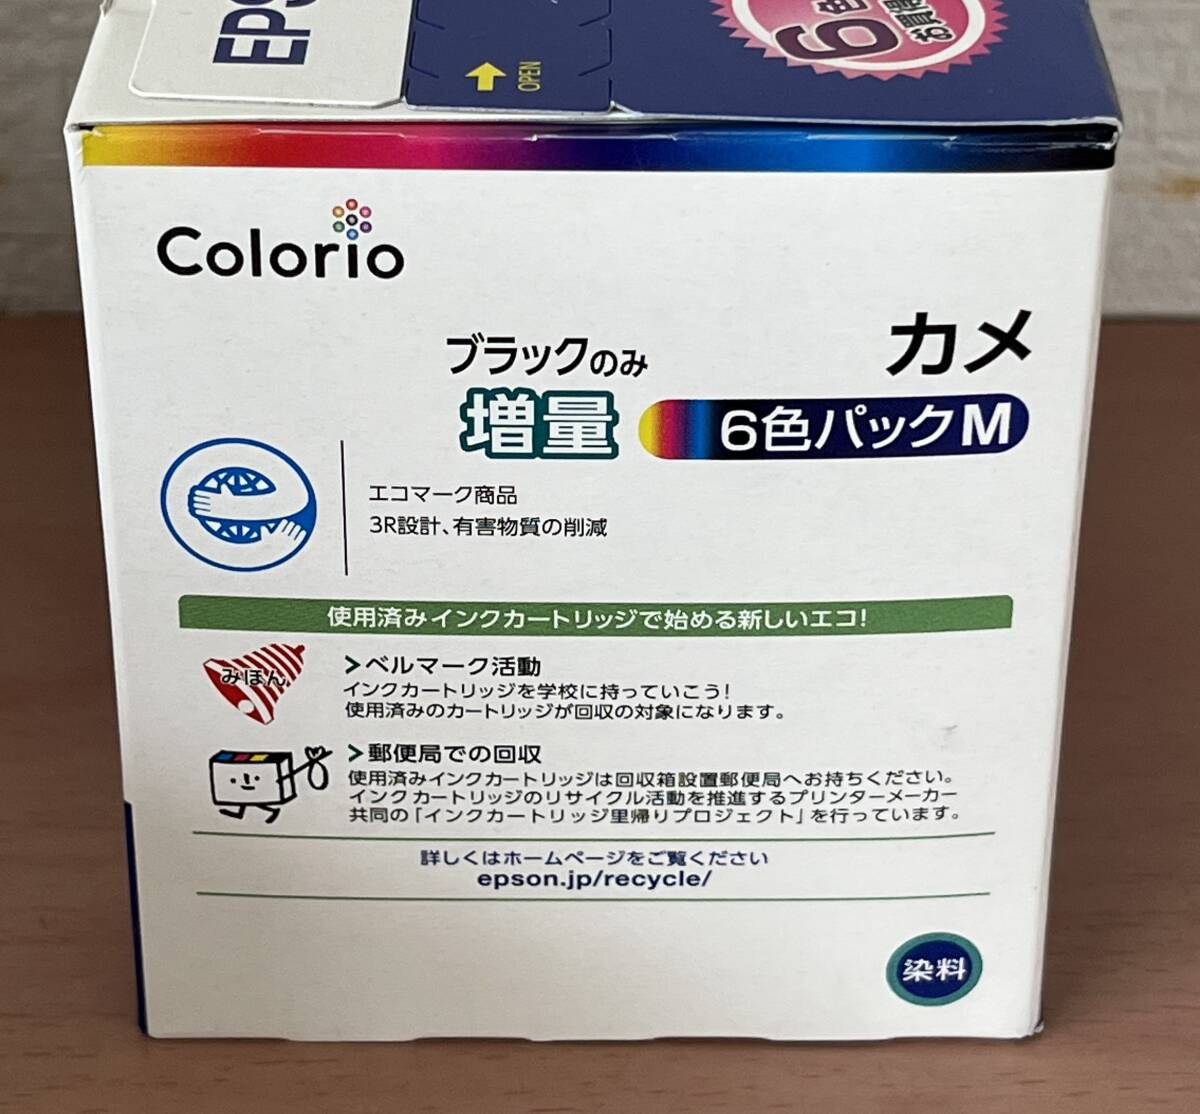 EPS
OPEN
6色
お買得
Colorio
カメ
ブラックのみ
増量
6色パックM
エコマーク商品
3R設計、有害物質の削減
使用済みインクカートリッジで始める新しいエコ!
みほん
>ベルマーク活動
インクカートリッジを学校に持っていこう!
使用済みのカートリッジが回収の対象になります。
>郵便局での回収
使用済みインクカートリッジは回収箱設置郵便局へお持ちください。
インクカートリッジのリサイクル活動を推進するプリンターメーカー
共同の「インクカートリッジ里帰りプロジェクト」を行っています。
詳しくはホームページをご覧ください
epson.jp/recycle/
染料